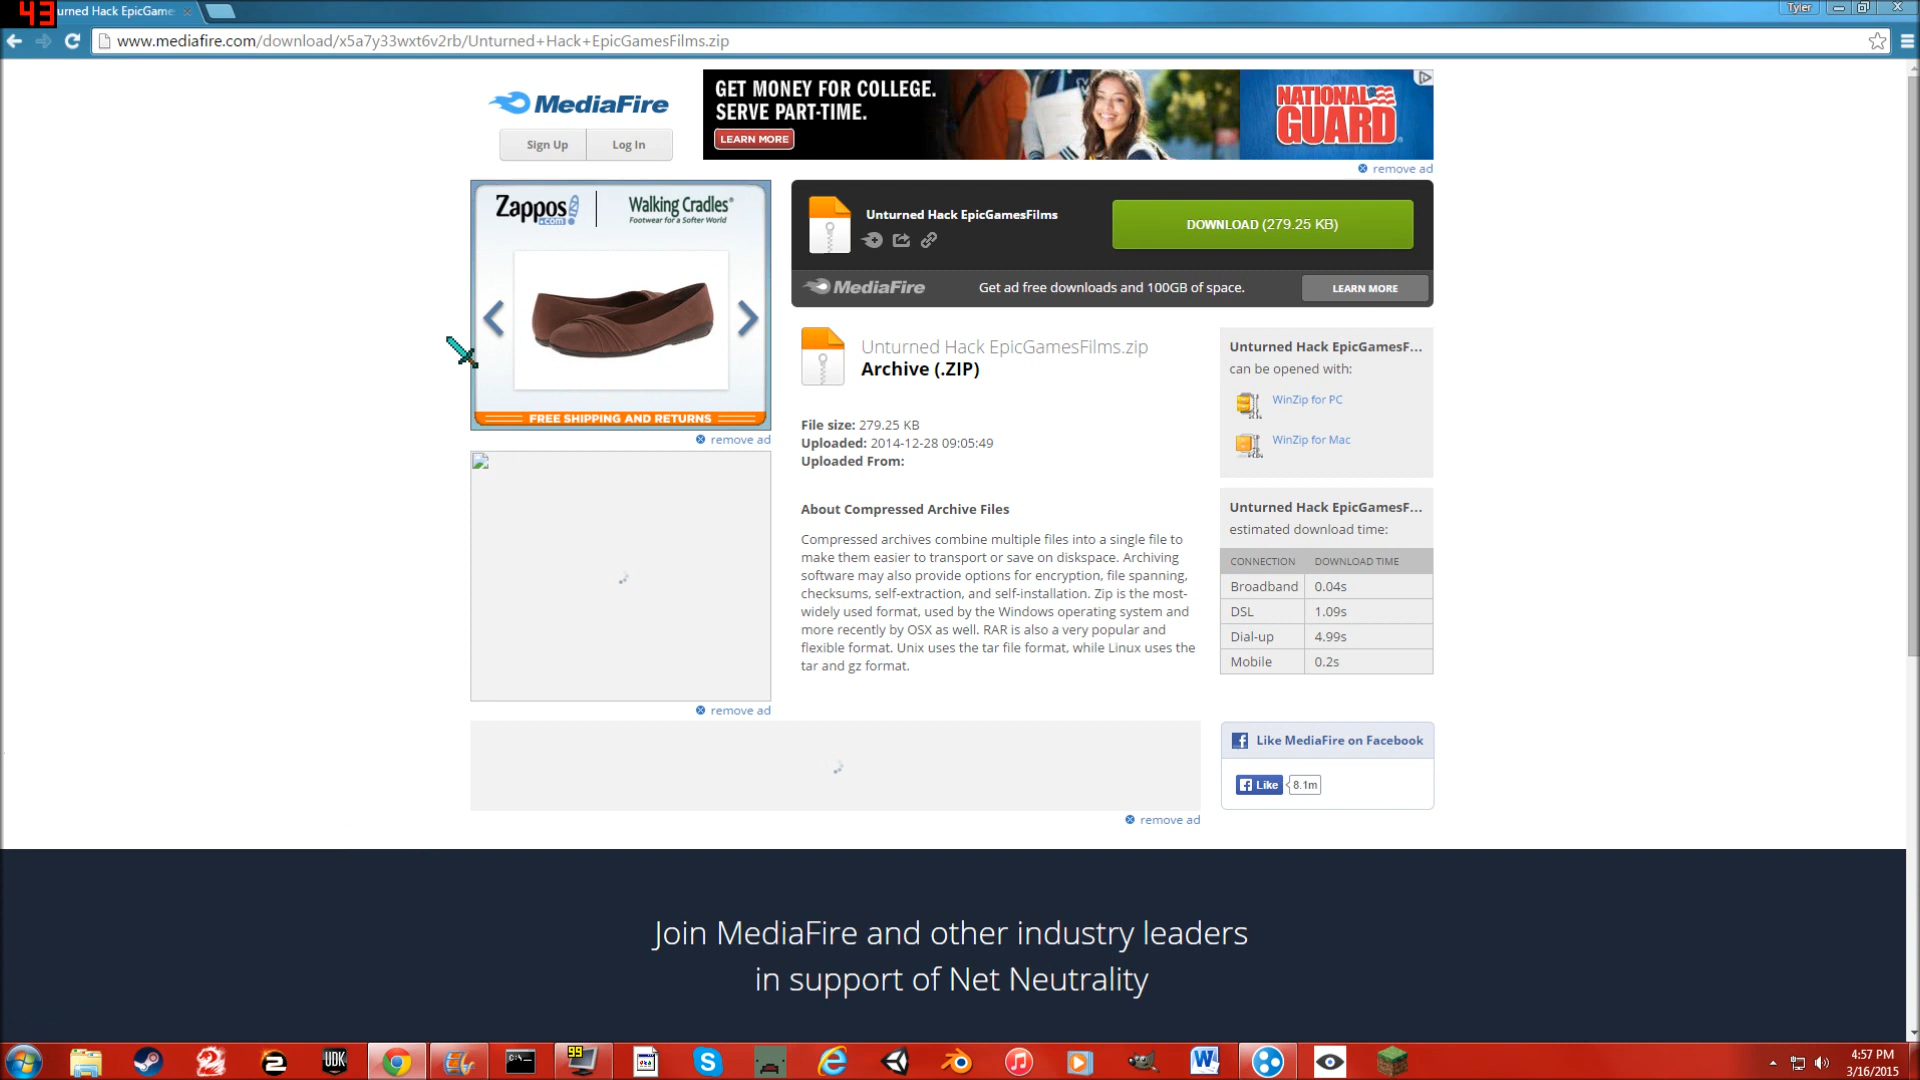 43
urned Hack EpicGame
Tyler
www.mediafire.com/download/x5a7y33wxt6v2rb/Unturned+Hack+EpicGamesFilms.zip
MediaFire
Sign Up
Log In
GET MONEY FOR COLLEGE.
SERVE PART-TIME.
LEARN MORE
NATIONAL
GUARD
remove ad
Zappos
.com
Walking Cradles®
Footwear for a Softer World
FREE SHIPPING AND RETURNS
remove ad
Unturned Hack EpicGamesFilms
DOWNLOAD (279.25 KB)
MediaFire
Get ad free downloads and 100GB of space.
LEARN MORE
Unturned Hack EpicGamesFilms.zip
Archive (.ZIP)
File size: 279.25 KB
Uploaded: 2014-12-28 09:05:49
Uploaded From:
About Compressed Archive Files
Compressed archives combine multiple files into a single file to
make them easier to transport or save on diskspace. Archiving
software may also provide options for encryption, file spanning,
checksums, self-extraction, and self-installation. Zip is the most-
widely used format, used by the Windows operating system and
more recently by OSX as well. RAR is also a very popular and
flexible format. Unix uses the tar file format, while Linux uses the
tar and gz format.
Unturned Hack EpicGamesF...
can be opened with:
WinZip for PC
WinZip for Mac
Unturned Hack EpicGamesF...
estimated download time:
CONNECTION DOWNLOAD TIME
Broadband 0.04s
DSL 1.09s
Dial-up 4.99s
Mobile 0.2s
remove ad
Like MediaFire on Facebook
Like 8.1m
remove ad
Join MediaFire and other industry leaders
in support of Net Neutrality
UDK
C:\
99
4:57 PM
3/16/2015